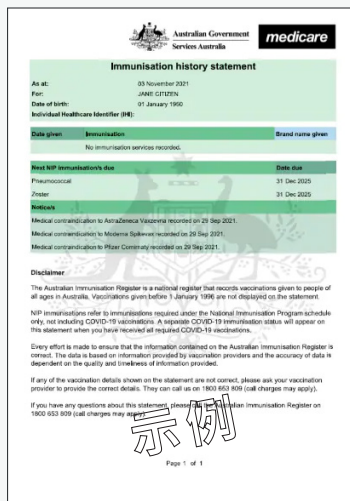 Australian Government
Services Australia
medicare
Immunisation history statement
As at: 03 November 2021
For: JANE CITIZEN
Date of birth: 01 January 1960
Individual Healthcare Identifier (IHI):
Date given Immunisation Brand name given
No immunisation services recorded.
Next NIP immunisation/s due Date due
Pneumococcal 31 Dec 2025
Zoster 31 Dec 2025
Notice/s
Medical contraindication to AstraZeneca Vaxzevria recorded on 29 Sep 2021.
Medical contraindication to Moderna Spikevax recorded on 29 Sep 2021.
Medical contraindication to Pfizer Comirnaty recorded on 29 Sep 2021.
Disclaimer
The Australian Immunisation Register is a national register that records vaccinations given to people of
all ages in Australia. Vaccinations given before 1 January 1996 are not displayed on the statement.
NIP immunisations refer to immunisations required under the National Immunisation Program schedule
only, not including COVID-19 vaccinations. A separate COVID-19 immunisation status will appear on
this statement when you have received all required COVID-19 vaccinations.
Every effort is made to ensure that the information contained on the Australian Immunisation Register is
correct. The data is based on information provided by vaccination providers and the accuracy of data is
dependent on the quality and timeliness of information provided.
If any of the vaccination details shown on the statement are not correct, please ask your vaccination
provider to provide the correct details. They can call us on 1800 653 809 (call charges may apply).
If you have any questions about this statement, please call the Australian Immunisation Register on
1800 653 809 (call charges may apply).
示例
Page 1 of 1